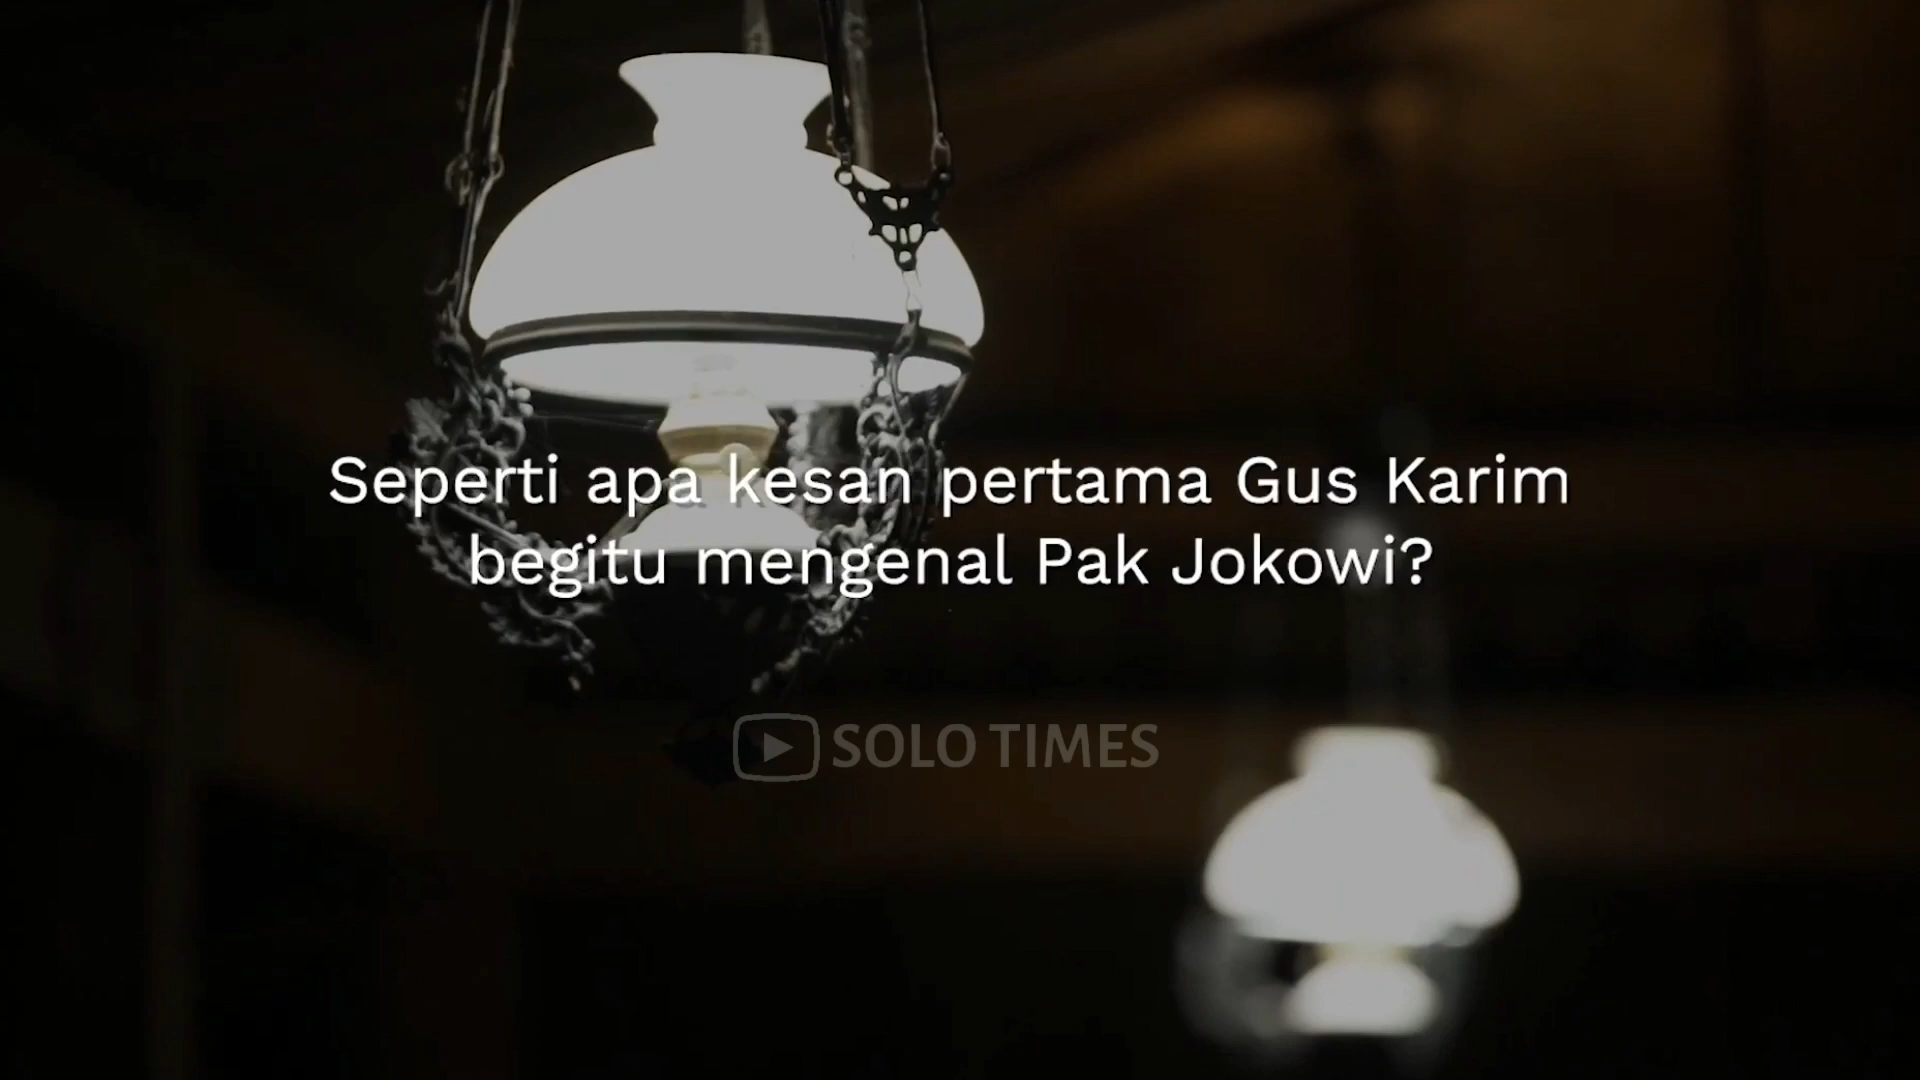 Seperti apa kesan pertama Gus Karim
begitu mengenal Pak Jokowi?
SOLO TIMES